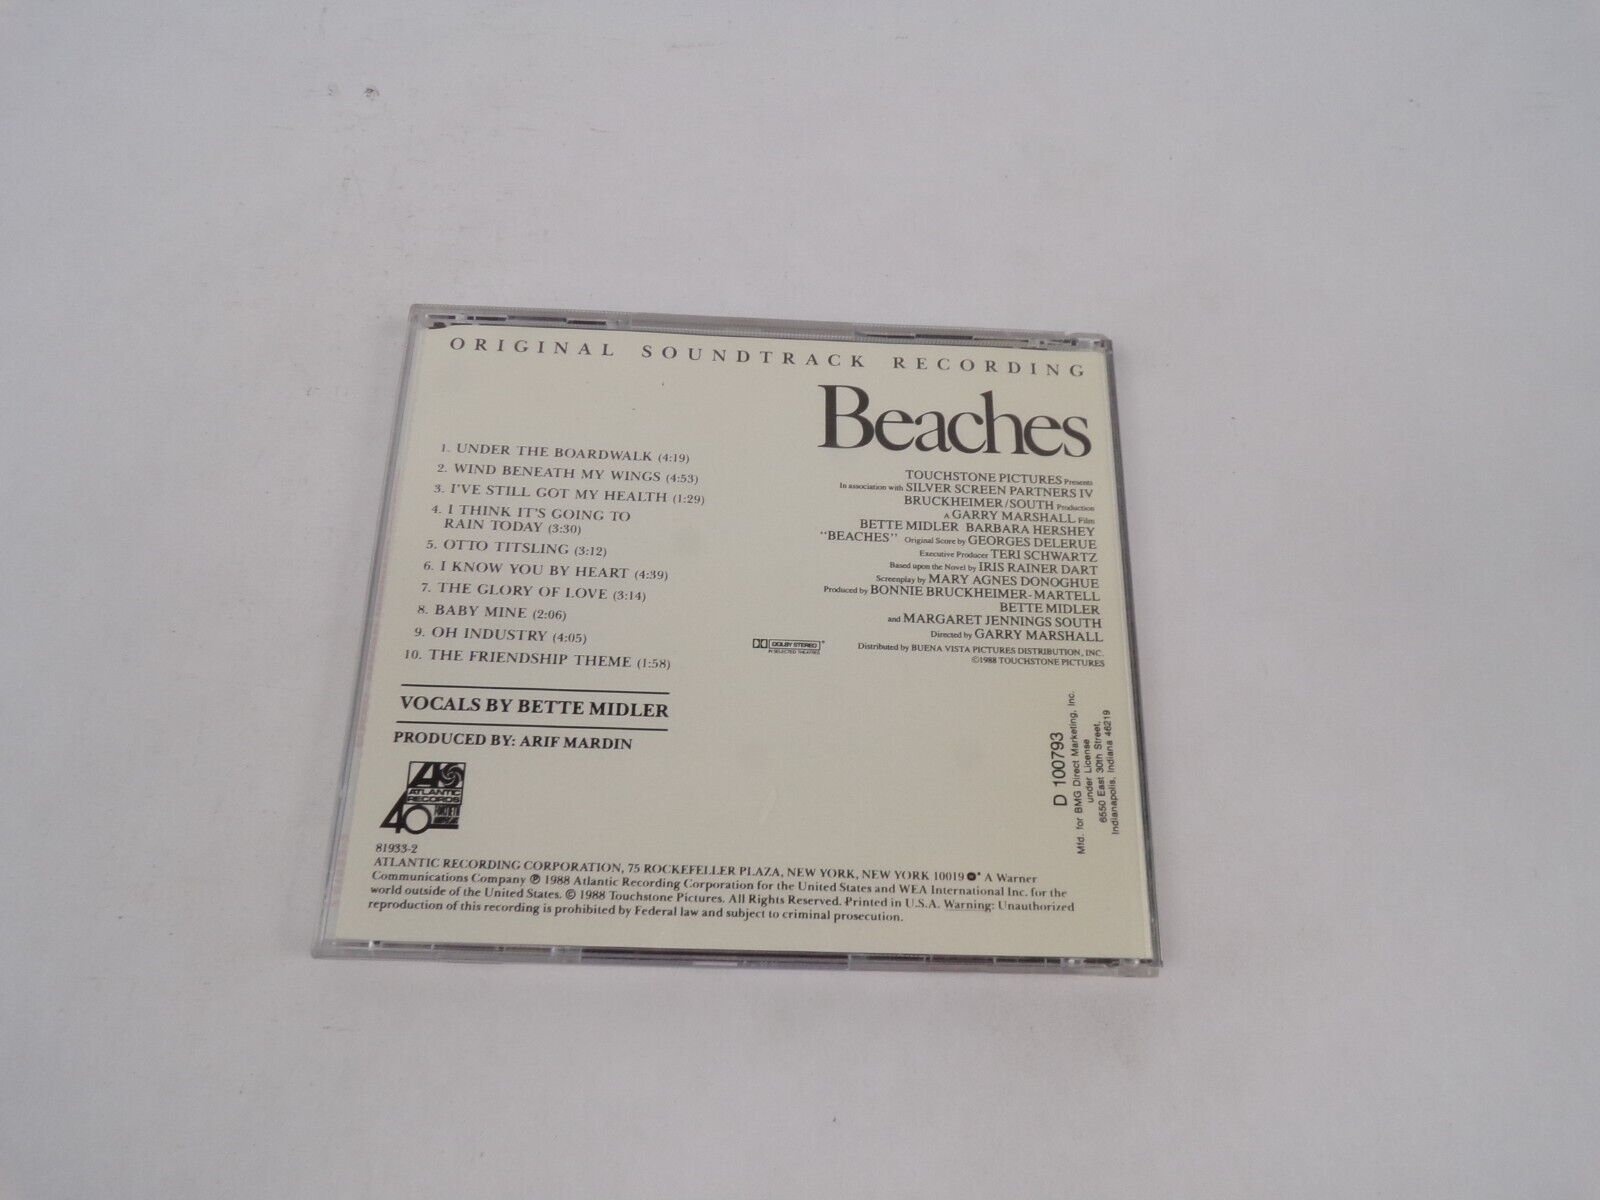 ORIGINAL SOUNDTRACK RECORDING
Beaches
1. UNDER THE BOARDWALK (4:19)
2. WIND BENEATH MY WINGS (4:53)
3. I'VE STILL GOT MY HEALTH (1:29)
4. I THINK IT'S GOING TO
RAIN TODAY (3:30)
5. OTTO TITSLING (3:12)
6. I KNOW YOU BY HEART (4:39)
7. THE GLORY OF LOVE (3:14)
8. BABY MINE (2:06)
9. OH INDUSTRY (4:05)
10. THE FRIENDSHIP THEME (1:58)
VOCALS BY BETTE MIDLER
PRODUCED BY: ARIF MARDIN
TOUCHSTONE PICTURES Presents
In association with SILVER SCREEN PARTNERS IV
BRUCKHEIMER/SOUTH Production
A GARRY MARSHALL Film
BETTE MIDLER BARBARA HERSHEY
"BEACHES" Original Score by GEORGES DELERUE
Executive Producer TERI SCHWARTZ
Based upon the Novel by IRIS RAINER DART
Screenplay by MARY AGNES DONOGHUE
Produced by BONNIE BRUCKHEIMER-MARTELL
BETTE MIDLER
and MARGARET JENNINGS SOUTH
Directed by GARRY MARSHALL
DOLBY STEREO
IN SELECTED THEATRES
Distributed by BUENA VISTA PICTURES DISTRIBUTION, INC.
©1988 TOUCHSTONE PICTURES
D 100793
Mfd. for BMG Direct Marketing, Inc.
under License
6550 East 30th Street,
Indianapolis, Indiana 46219
ATLANTIC
RECORDS
40
81933-2
ATLANTIC RECORDING CORPORATION, 75 ROCKEFELLER PLAZA, NEW YORK, NEW YORK 10019 A Warner
Communications Company ℗ 1988 Atlantic Recording Corporation for the United States and WEA International Inc. for the
world outside of the United States. © 1988 Touchstone Pictures. All Rights Reserved. Printed in U.S.A. Warning: Unauthorized
reproduction of this recording is prohibited by Federal law and subject to criminal prosecution.